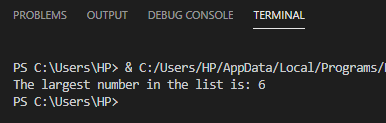 PROBLEMS OUTPUT DEBUG CONSOLE TERMINAL
PS C:\Users\HP> & C:/Users/HP/AppData/Local/Programs/
The largest number in the list is: 6
PS C:\Users\HP>